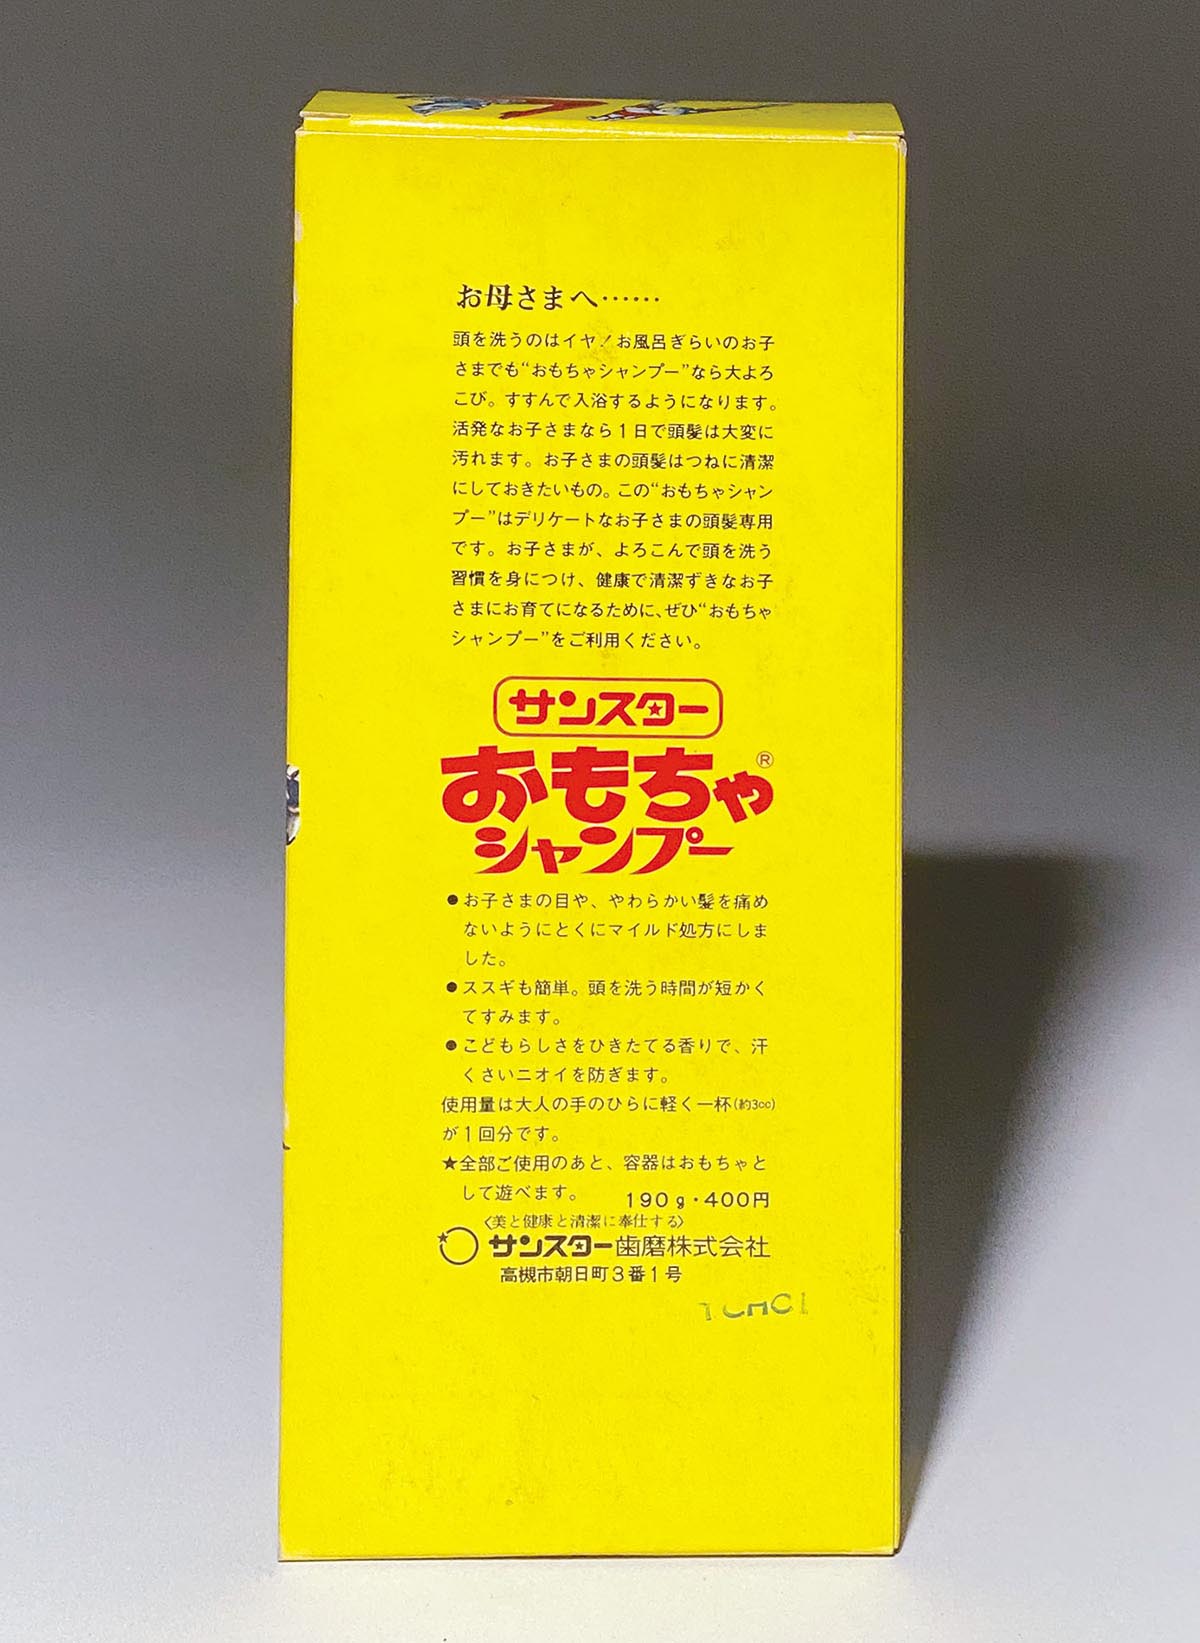 お母さまへ……
頭を洗うのはイヤ！お風呂ぎらいのお子
さまでも“おもちゃシャンプー”なら大よろ
こび。すすんで入浴するようになります。
活発なお子さまなら1日で頭髪は大変に
汚れます。お子さまの頭髪はつねに清潔
にしておきたいもの。この“おもちゃシャン
プー”はデリケートなお子さまの頭髪専用
です。お子さまが、よろこんで頭を洗う
習慣を身につけ、健康で清潔ずきなお子
さまにお育てになるために、ぜひ“おもちゃ
シャンプー”をご利用ください。
サンスター
おもちゃ®
シャンプー
●お子さまの目や、やわらかい髪を痛め
ないようにとくにマイルド処方にしま
した。
●ススギも簡単。頭を洗う時間が短かく
てすみます。
●こどもらしさをひきたてる香りで、汗
くさいニオイを防ぎます。
使用量は大人の手のひらに軽く一杯(約3cc)
が1回分です。
★全部ご使用のあと、容器はおもちゃと
して遊べます。 190g・400円
〈美と健康と清潔に奉仕する〉
サンスター歯磨株式会社
高槻市朝日町3番1号